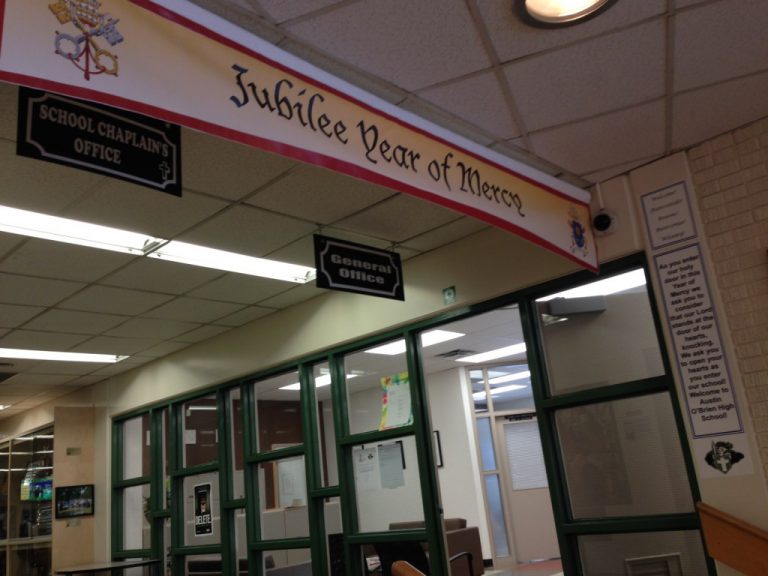 Jubilee Year of Mercy
SCHOOL CHAPLAIN'S
OFFICE
General
Office
As you enter
our holy
door in this
Year of
Mercy we
ask you to
consider
that our Lord
stands at the
door of our
hearts,
knocking.
We ask you
to open your
hearts as
you enter
our school!
Welcome to
Austin
O'Brien High
School!
DELETE